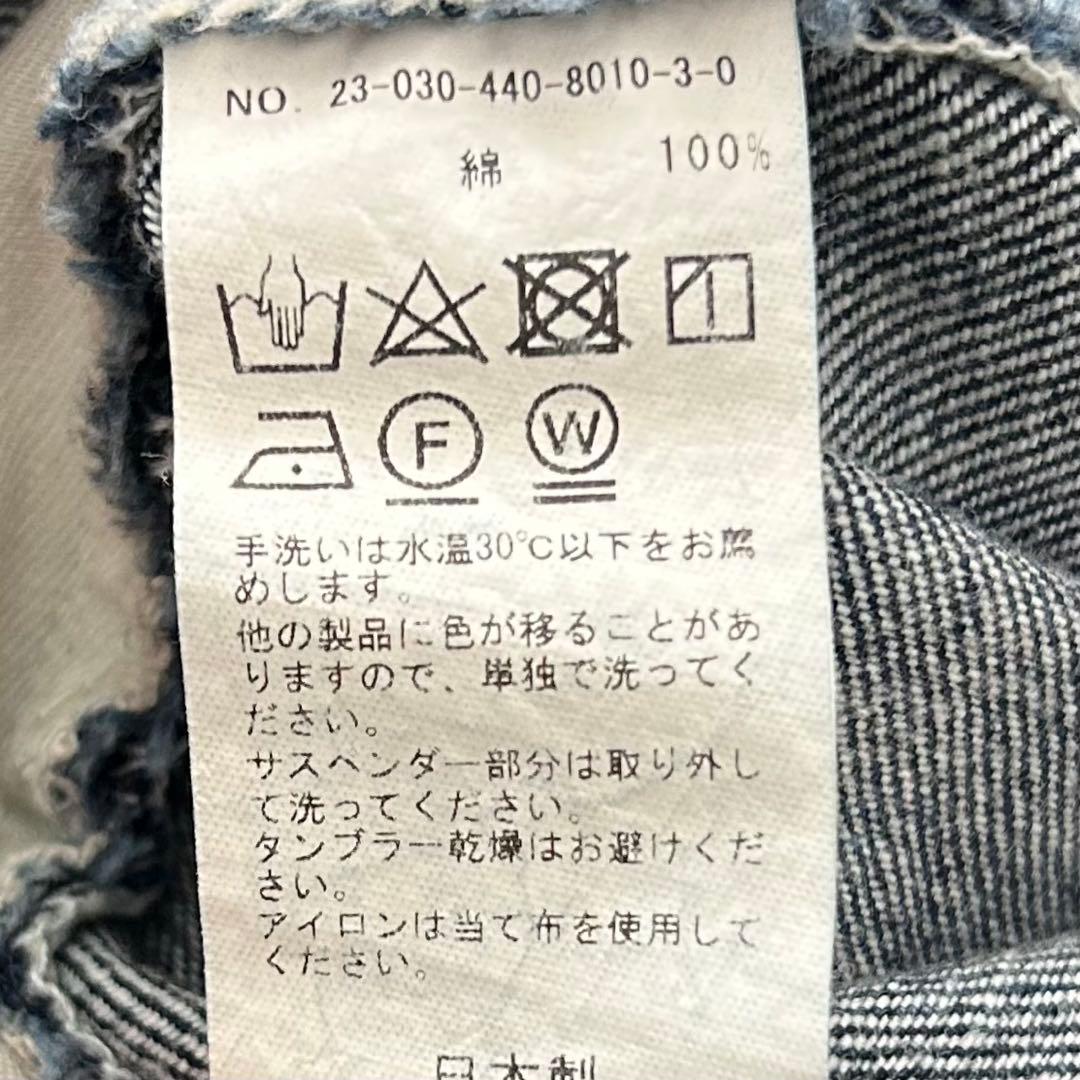 NO. 23-030-440-8010-3-0
綿 100%
F W
手洗いは水温30℃以下をお薦
めします。
他の製品に色が移ることがあ
りますので、単独で洗ってく
ださい。
サスペンダー部分は取り外し
て洗ってください。
タンブラー乾燥はお避けくだ
さい。
アイロンは当て布を使用して
ください。
日本製